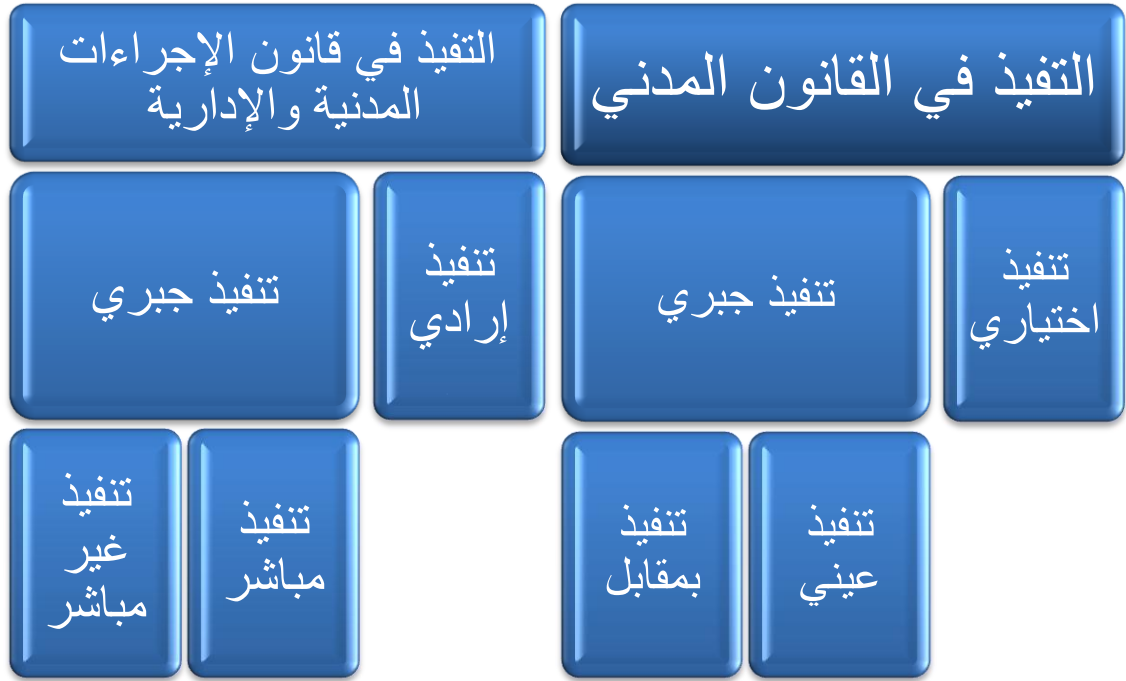 التفيذ في القانون المدني
التفيذ في قانون الإجراءات
المدنية والإدارية
تنفيذ
اختياري
تنفيذ جبري
تنفيذ
إرادي
تنفيذ جبري
تنفيذ
عيني
تنفيذ
بمقابل
تنفيذ
مباشر
تنفيذ
غير
مباشر